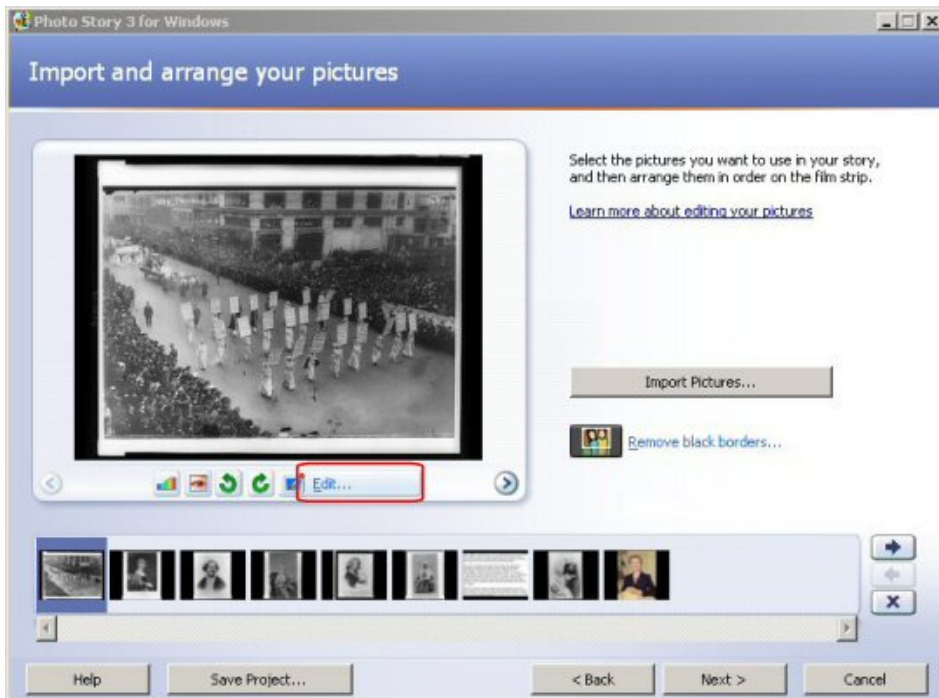 Photo Story 3 for Windows
Import and arrange your pictures
Select the pictures you want to use in your story,
and then arrange them in order on the film strip.
Learn more about editing your pictures
Import Pictures...
Remove black borders...
Edit...
Help
Save Project...
< Back
Next >
Cancel